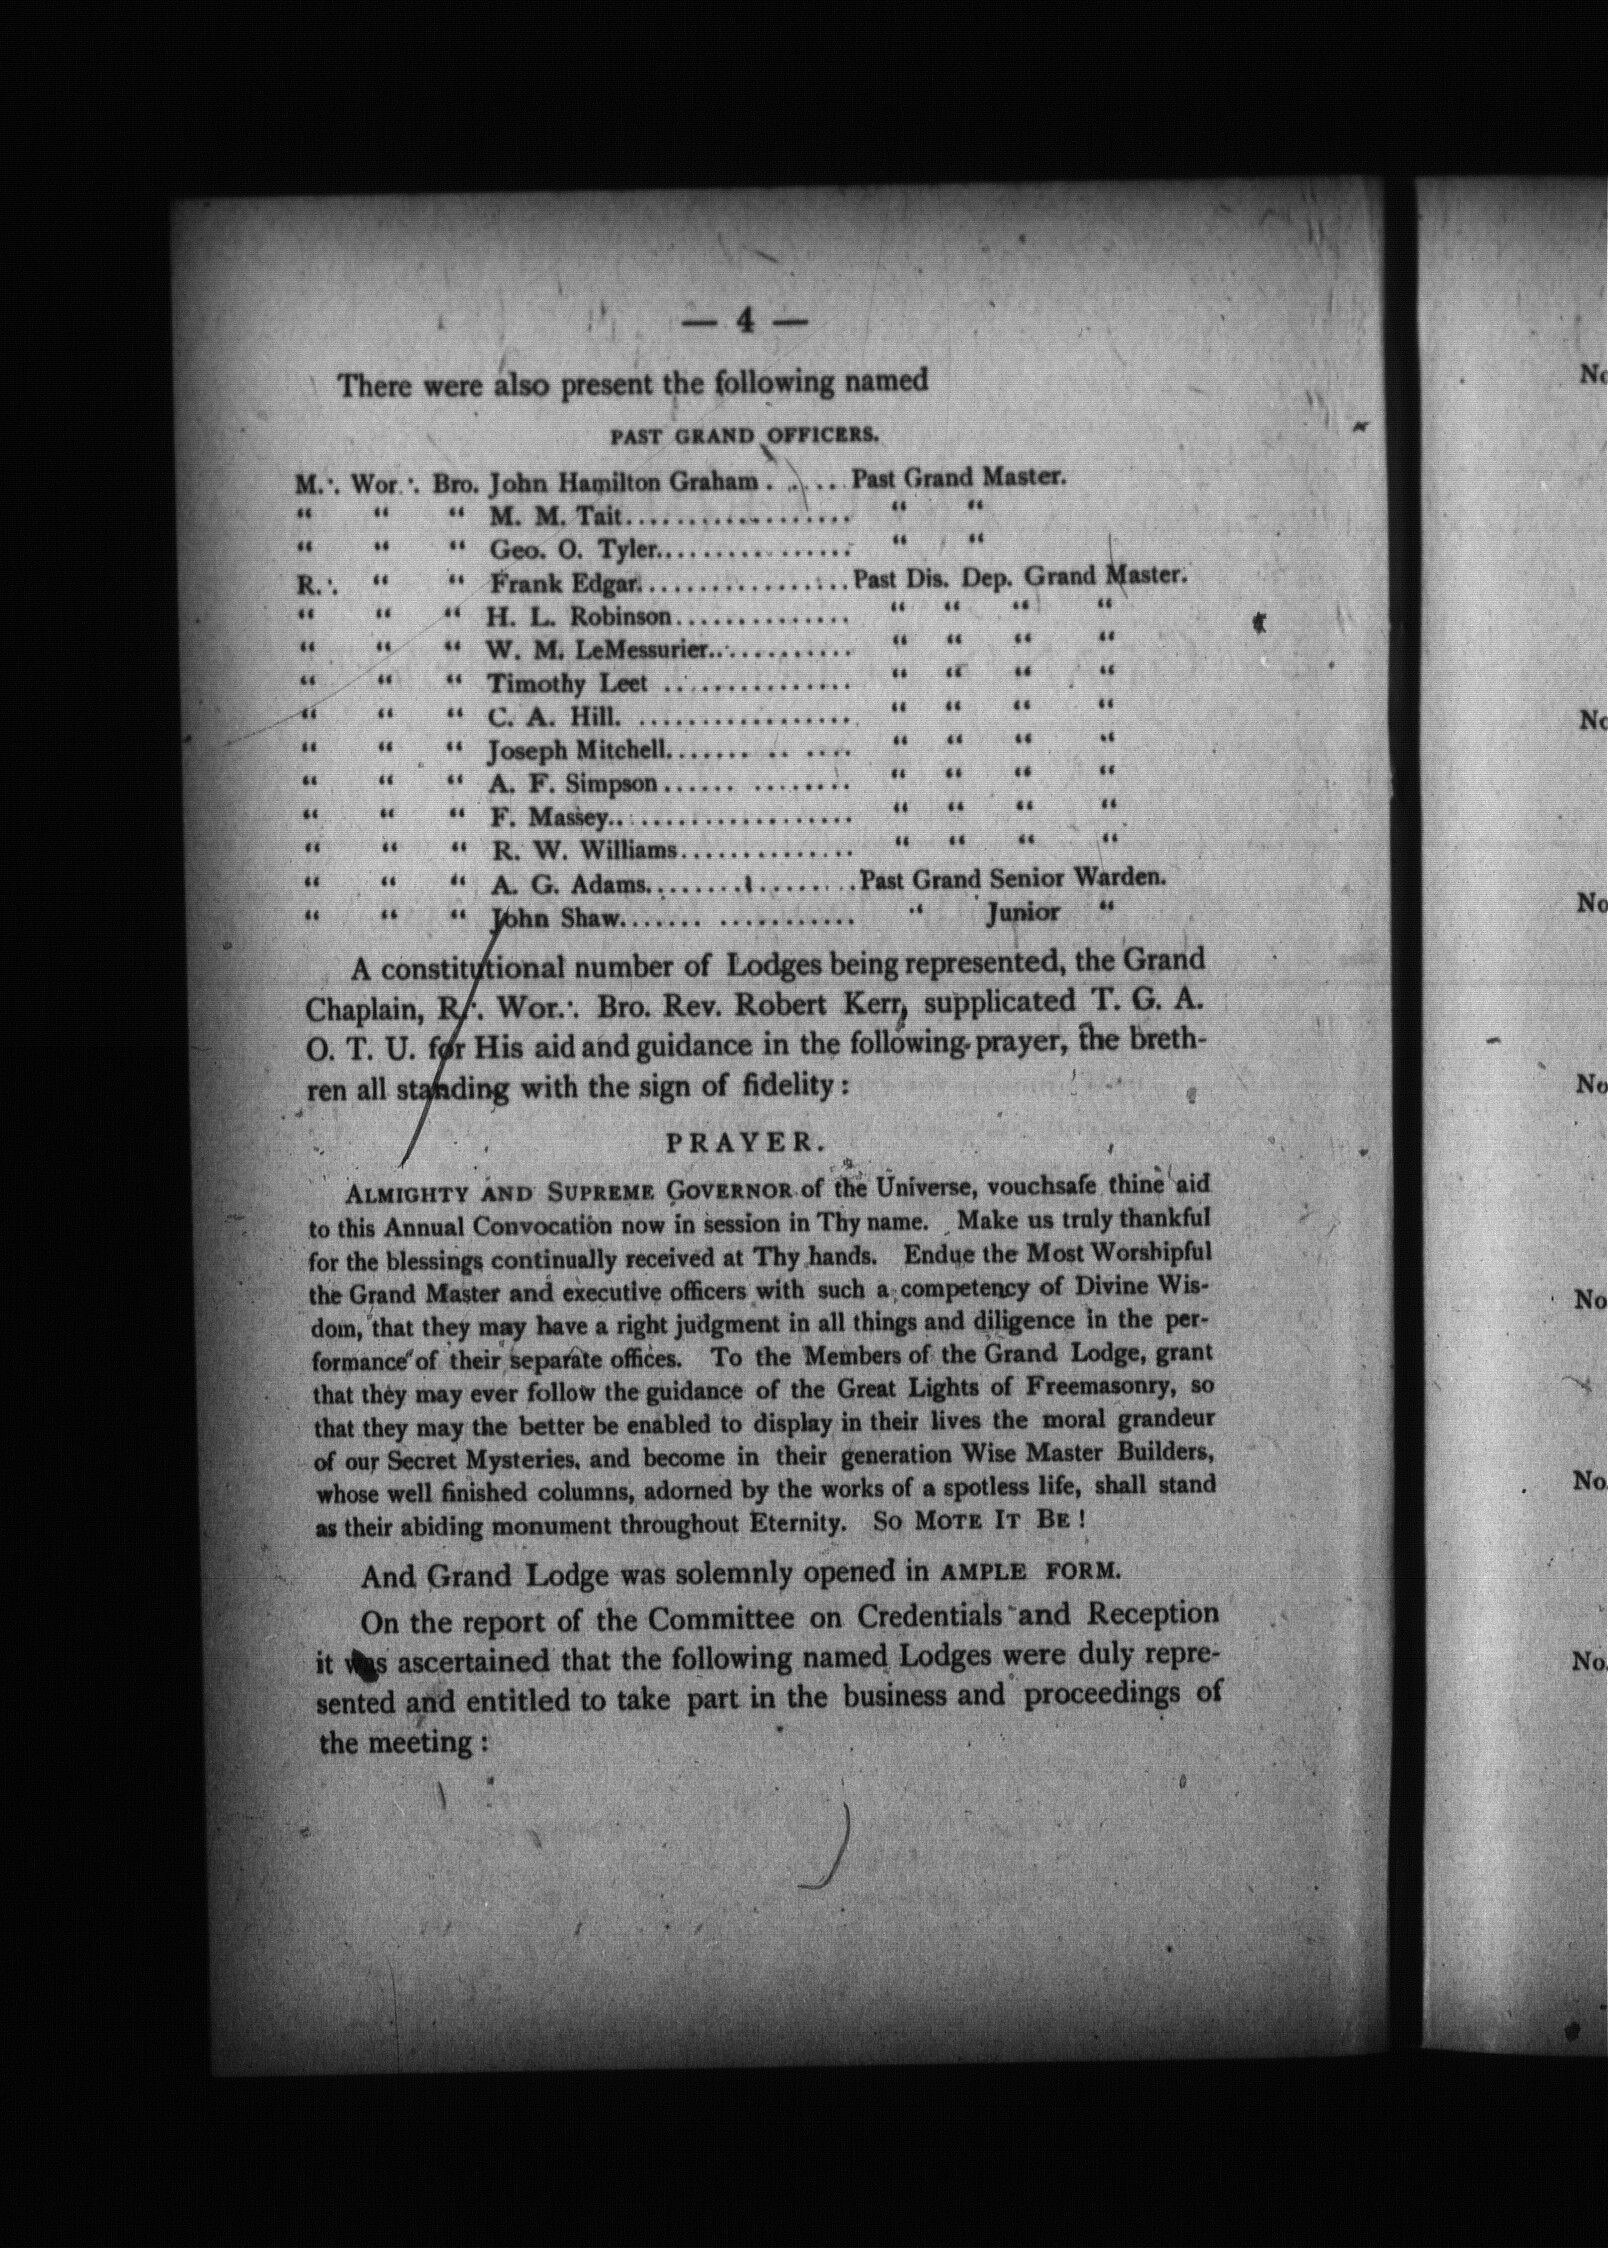 — 4 —
There were also present the following named
PAST GRAND OFFICERS.
M.∴ Wor.∴ Bro. John Hamilton Graham . . . . . Past Grand Master.
“ “ “ M. M. Tait.................. “ “
“ “ “ Geo. O. Tyler................ “ “
R.∴ “ “ Frank Edgar.................Past Dis. Dep. Grand Master.
“ “ “ H. L. Robinson.............. “ “ “ “
“ “ “ W. M. LeMessurier............ “ “ “ “
“ “ “ Timothy Leet ............... “ “ “ “
“ “ “ C. A. Hill. ................. “ “ “ “
“ “ “ Joseph Mitchell....... .. .... “ “ “ “
“ “ “ A. F. Simpson...... ........ “ “ “ “
“ “ “ F. Massey.................... “ “ “ “
“ “ “ R. W. Williams.............. “ “ “ “
“ “ “ A. G. Adams.................Past Grand Senior Warden.
“ “ “ John Shaw....... ........... “ Junior “
A constitutional number of Lodges being represented, the Grand
Chaplain, R.∴ Wor.∴ Bro. Rev. Robert Kerr, supplicated T. G. A.
O. T. U. for His aid and guidance in the following prayer, the breth-
ren all standing with the sign of fidelity :
PRAYER.
ALMIGHTY AND SUPREME GOVERNOR of the Universe, vouchsafe thine aid
to this Annual Convocation now in session in Thy name. Make us truly thankful
for the blessings continually received at Thy hands. Endue the Most Worshipful
the Grand Master and executive officers with such a competency of Divine Wis-
dom, that they may have a right judgment in all things and diligence in the per-
formance of their separate offices. To the Members of the Grand Lodge, grant
that they may ever follow the guidance of the Great Lights of Freemasonry, so
that they may the better be enabled to display in their lives the moral grandeur
of our Secret Mysteries, and become in their generation Wise Master Builders,
whose well finished columns, adorned by the works of a spotless life, shall stand
as their abiding monument throughout Eternity. SO MOTE IT BE !
And Grand Lodge was solemnly opened in AMPLE FORM.
On the report of the Committee on Credentials and Reception
it was ascertained that the following named Lodges were duly repre-
sented and entitled to take part in the business and proceedings of
the meeting :
No
No
No
No
No
No.
No.